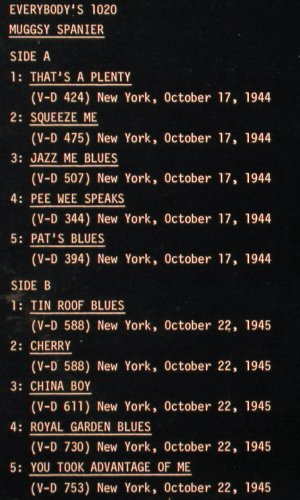 EVERYBODY'S 1020
MUGGSY SPANIER
SIDE A
1: THAT'S A PLENTY
(V-D 424) New York, October 17, 1944
2: SQUEEZE ME
(V-D 475) New York, October 17, 1944
3: JAZZ ME BLUES
(V-D 507) New York, October 17, 1944
4: PEE WEE SPEAKS
(V-D 344) New York, October 17, 1944
5: PAT'S BLUES
(V-D 394) New York, October 17, 1944
SIDE B
1: TIN ROOF BLUES
(V-D 588) New York, October 22, 1945
2: CHERRY
(V-D 588) New York, October 22, 1945
3: CHINA BOY
(V-D 611) New York, October 22, 1945
4: ROYAL GARDEN BLUES
(V-D 730) New York, October 22, 1945
5: YOU TOOK ADVANTAGE OF ME
(V-D 753) New York, October 22, 1945